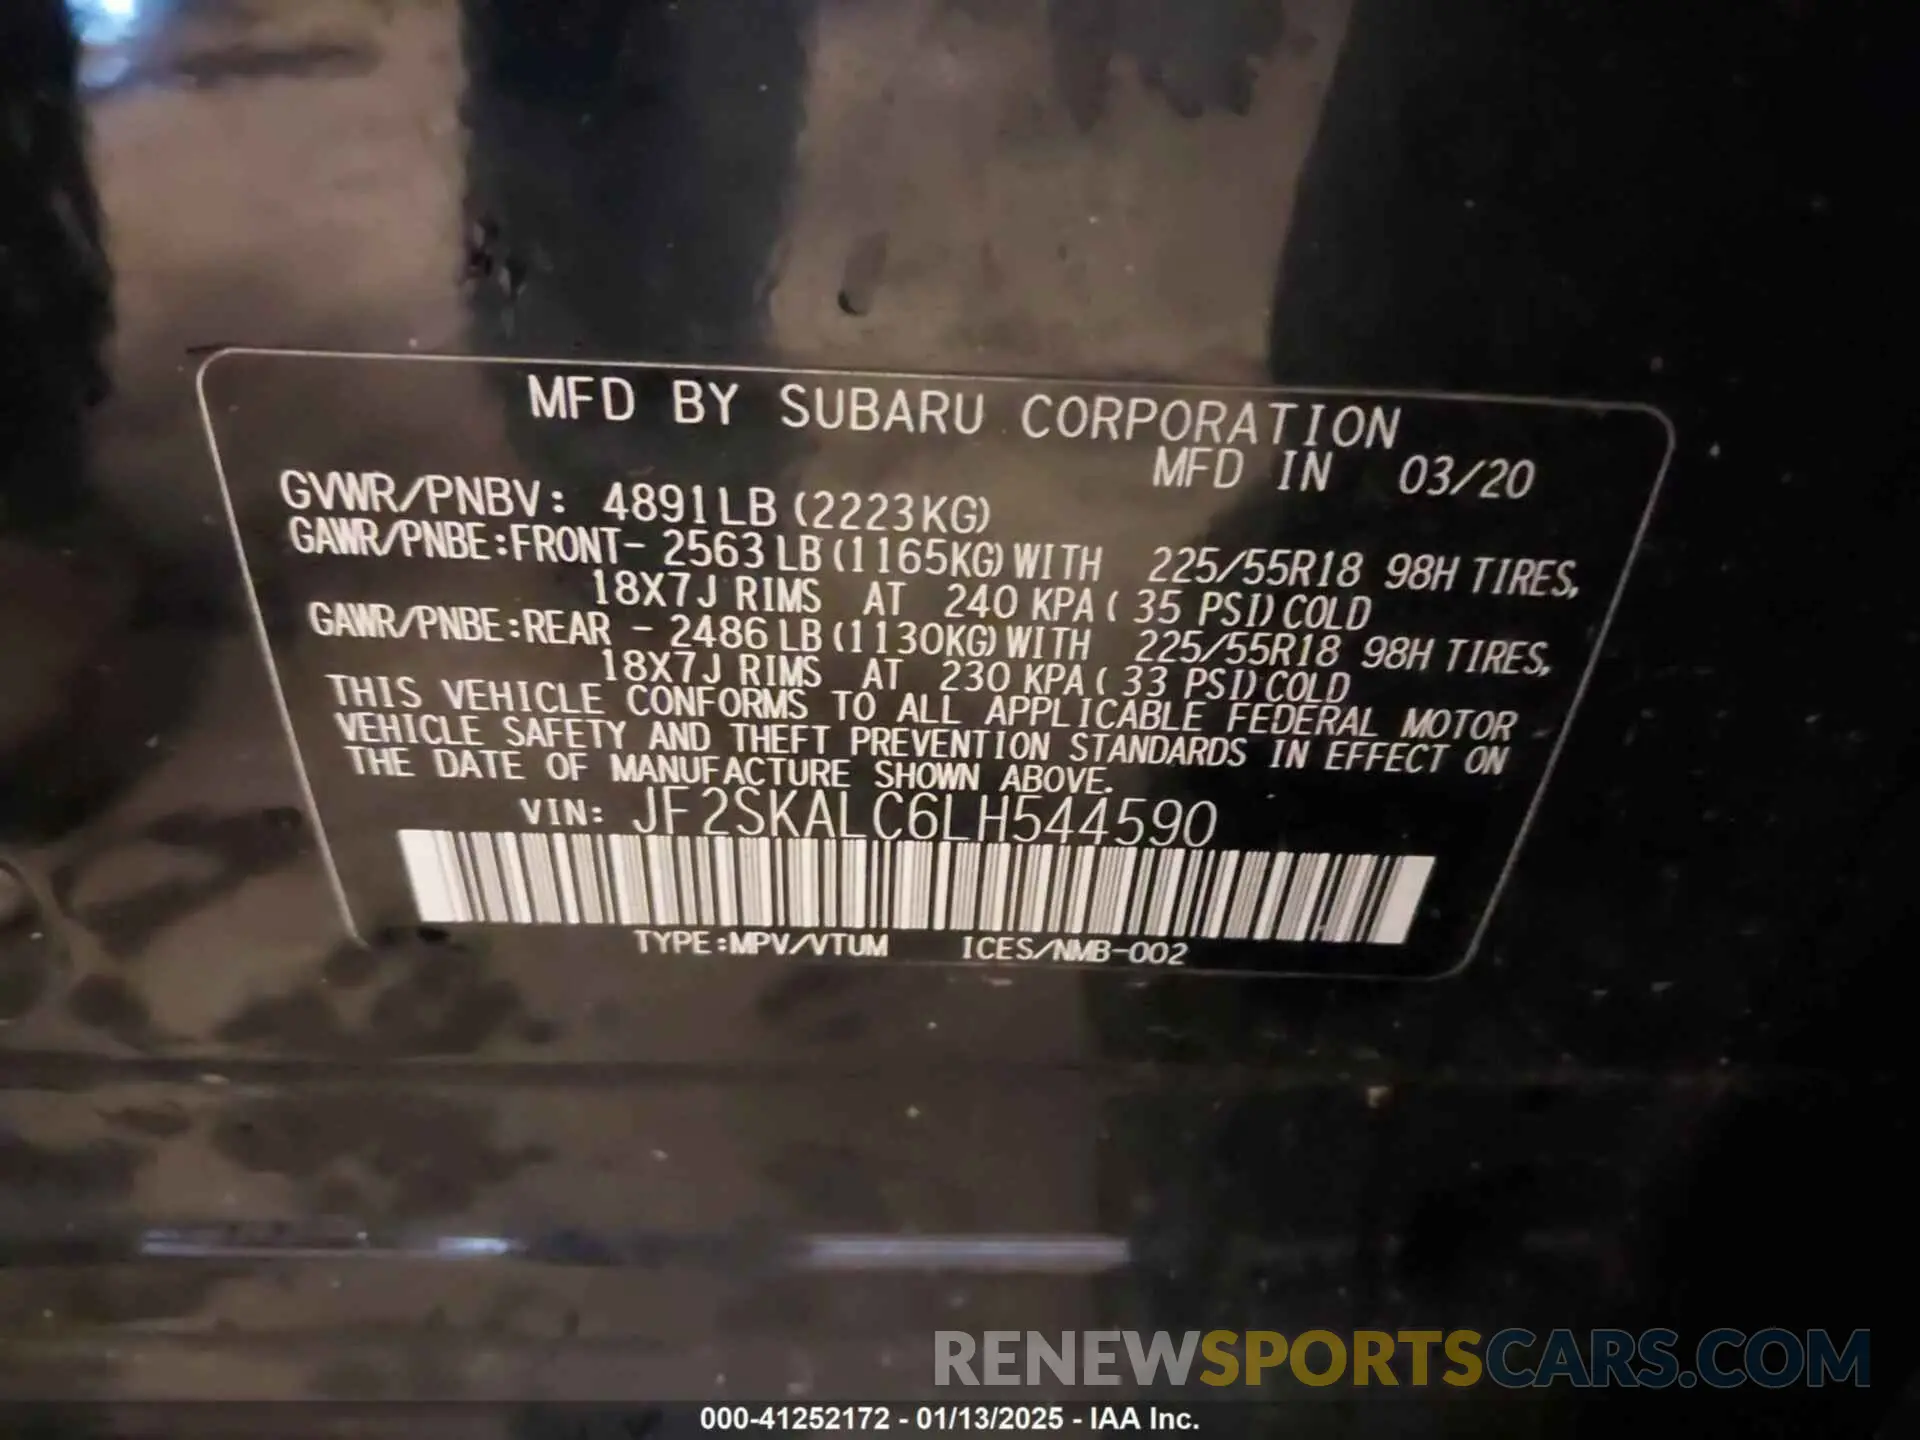 MFD BY SUBARU CORPORATION
MFD IN 03/20
GVWR/PNBV: 4891LB (2223KG)
GAWR/PNBE:FRONT- 2563 LB (1165KG) WITH 225/55R18 98H TIRES,
18X7J RIMS AT 240 KPA ( 35 PSI) COLD
GAWR/PNBE:REAR - 2486 LB (1130KG) WITH 225/55R18 98H TIRES,
18X7J RIMS AT 230 KPA ( 33 PSI) COLD
THIS VEHICLE CONFORMS TO ALL APPLICABLE FEDERAL MOTOR
VEHICLE SAFETY AND THEFT PREVENTION STANDARDS IN EFFECT ON
THE DATE OF MANUFACTURE SHOWN ABOVE.
VIN: JF2SKALC6LH544590
TYPE:MPV/VTUM ICES/NMB-002
RENEWSPORTSCARS.COM
000-41252172 - 01/13/2025 - IAA Inc.